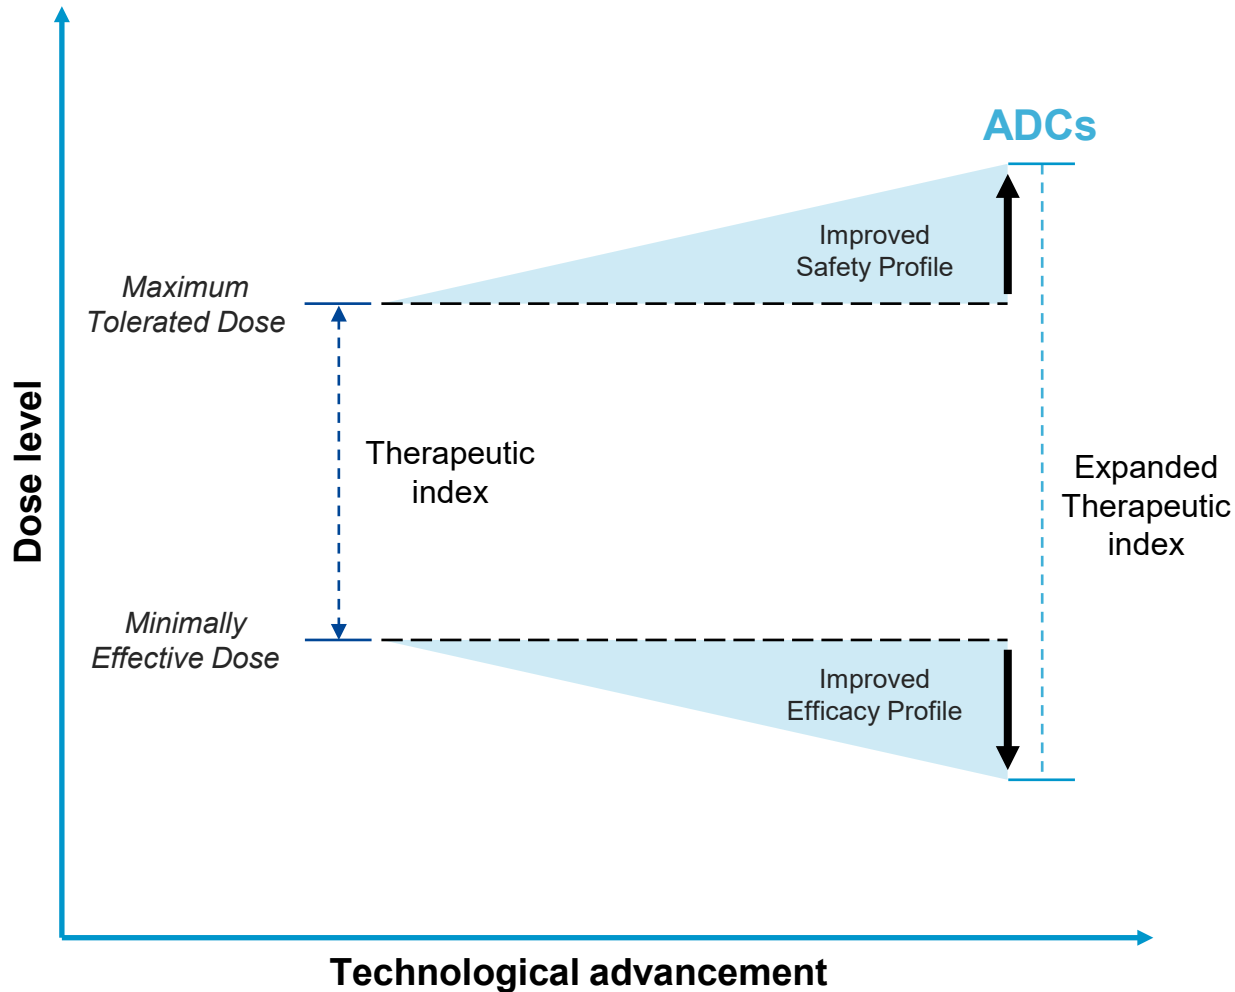 ADCs
Improved
Safety Profile
Maximum
Tolerated Dose
Dose level
Therapeutic
index
Expanded
Therapeutic
index
Minimally
Effective Dose
Improved
Efficacy Profile
Technological advancement